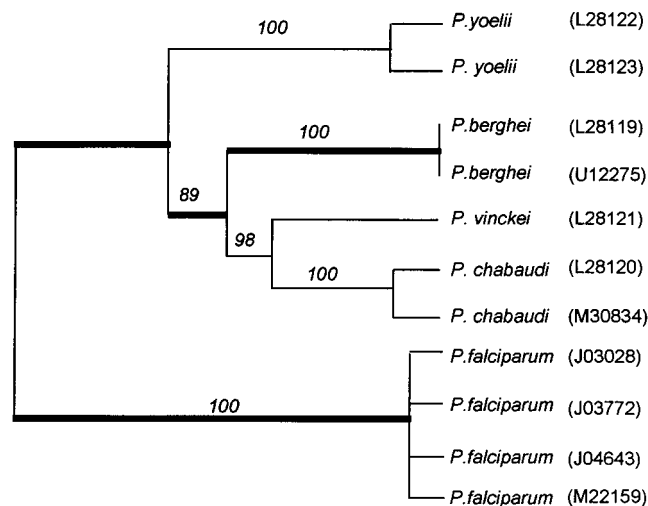 100
P.yoelii (L28122)
P. yoelii (L28123)
100
P.berghei (L28119)
P.berghei (U12275)
89
P. vinckei (L28121)
98
100
P. chabaudi (L28120)
P. chabaudi (M30834)
P.falciparum (J03028)
100
P.falciparum (J03772)
P.falciparum (J04643)
P.falciparum (M22159)